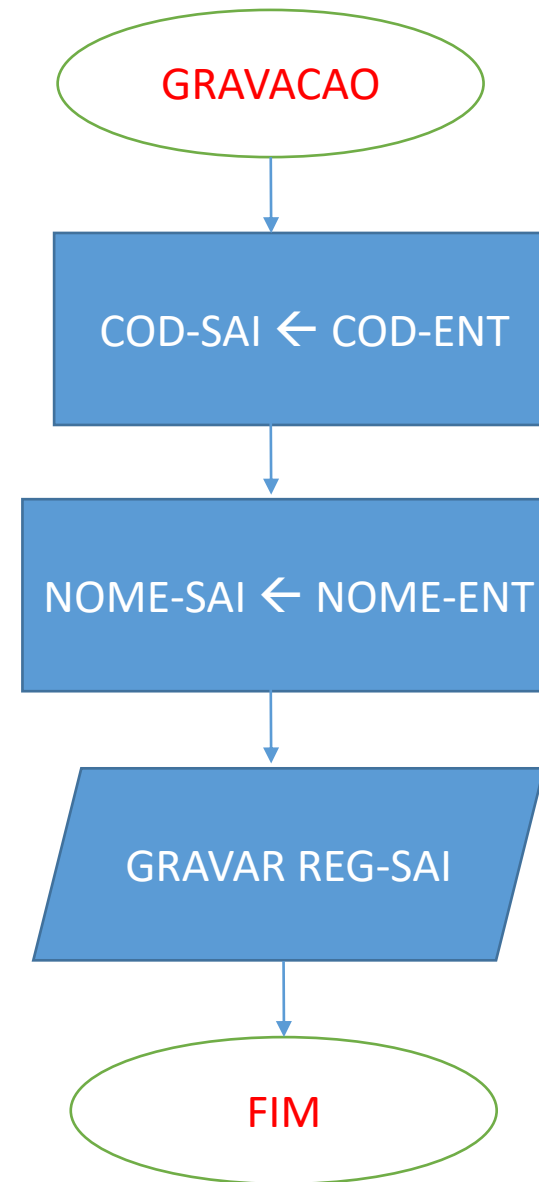 GRAVACAO
COD-SAI ← COD-ENT
NOME-SAI ← NOME-ENT
GRAVAR REG-SAI
FIM